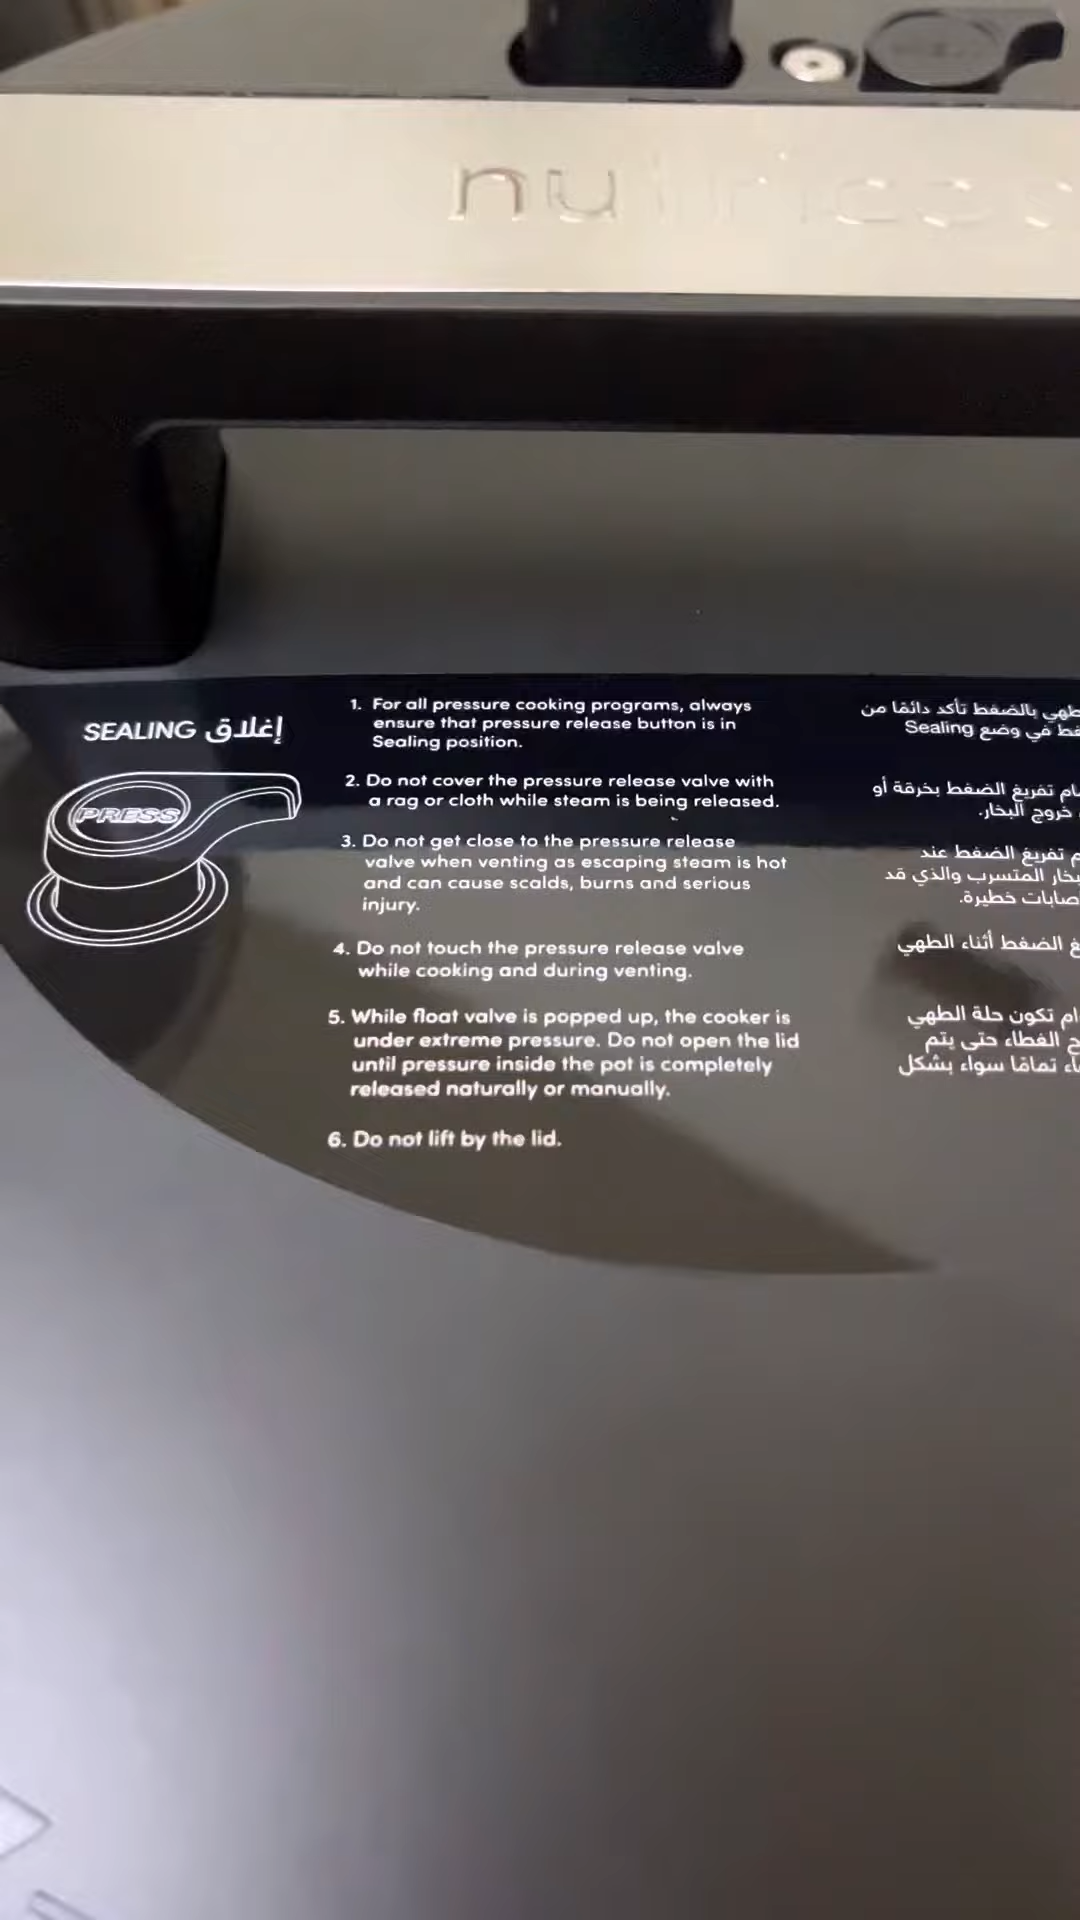 SEALING إغلاق
PRESS
1. For all pressure cooking programs, always
ensure that pressure release button is in
Sealing position.
2. Do not cover the pressure release valve with
a rag or cloth while steam is being released.
3. Do not get close to the pressure release
valve when venting as escaping steam is hot
and can cause scalds, burns and serious
injury.
4. Do not touch the pressure release valve
while cooking and during venting.
5. While float valve is popped up, the cooker is
under extreme pressure. Do not open the lid
until pressure inside the pot is completely
released naturally or manually.
6. Do not lift by the lid.
بالضغط تأكد دائمًا من
في وضع Sealing
تفريغ الضغط بخرقة أو
خروج البخار.
تفريغ الضغط عند
المتسرب والذي قد
خطيرة.
الضغط أثناء الطهي
تكون حلة الطهي
الغطاء حتى يتم
تمامًا سواء بشكل